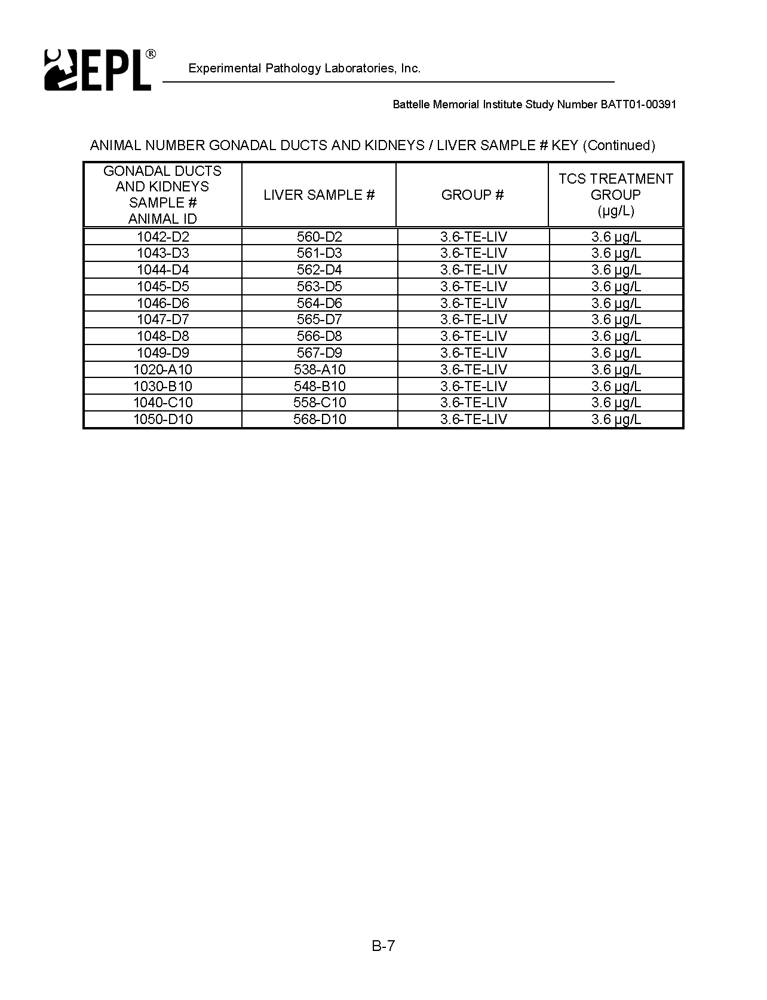 EPL®
Experimental Pathology Laboratories, Inc.
Battelle Memorial Institute Study Number BATT01-00391
ANIMAL NUMBER GONADAL DUCTS AND KIDNEYS / LIVER SAMPLE # KEY (Continued)
GONADAL DUCTS
AND KIDNEYS
SAMPLE #
ANIMAL ID
LIVER SAMPLE #
GROUP #
TCS TREATMENT
GROUP
(µg/L)
1042-D2 560-D2 3.6-TE-LIV 3.6 µg/L
1043-D3 561-D3 3.6-TE-LIV 3.6 µg/L
1044-D4 562-D4 3.6-TE-LIV 3.6 µg/L
1045-D5 563-D5 3.6-TE-LIV 3.6 µg/L
1046-D6 564-D6 3.6-TE-LIV 3.6 µg/L
1047-D7 565-D7 3.6-TE-LIV 3.6 µg/L
1048-D8 566-D8 3.6-TE-LIV 3.6 µg/L
1049-D9 567-D9 3.6-TE-LIV 3.6 µg/L
1020-A10 538-A10 3.6-TE-LIV 3.6 µg/L
1030-B10 548-B10 3.6-TE-LIV 3.6 µg/L
1040-C10 558-C10 3.6-TE-LIV 3.6 µg/L
1050-D10 568-D10 3.6-TE-LIV 3.6 µg/L
B-7